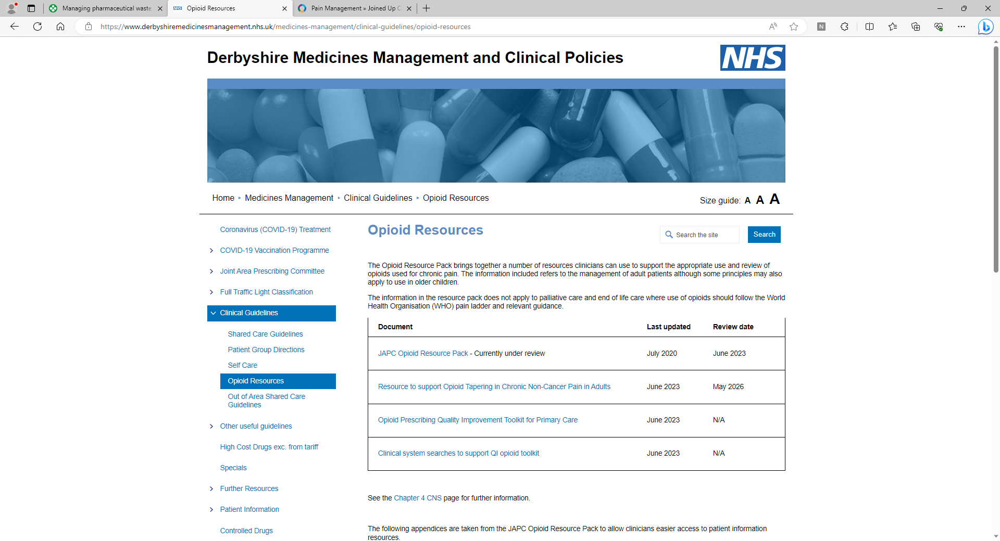 Managing pharmaceutical waste
Opioid Resources
Pain Management » Joined Up C
https://www.derbyshiremedicinesmanagement.nhs.uk/medicines-management/clinical-guidelines/opioid-resources
Derbyshire Medicines Management and Clinical Policies
NHS
Home ▸ Medicines Management ▸ Clinical Guidelines ▸ Opioid Resources
Size guide: A A A
Coronavirus (COVID-19) Treatment
COVID-19 Vaccination Programme
Joint Area Prescribing Committee
Full Traffic Light Classification
Clinical Guidelines
Shared Care Guidelines
Patient Group Directions
Self Care
Opioid Resources
Out of Area Shared Care
Guidelines
Other useful guidelines
High Cost Drugs exc. from tariff
Specials
Further Resources
Patient Information
Controlled Drugs
Opioid Resources
Search the site
Search
The Opioid Resource Pack brings together a number of resources clinicians can use to support the appropriate use and review of
opioids used for chronic pain. The information included refers to the management of adult patients although some principles may also
apply to use in older children.
The information in the resource pack does not apply to palliative care and end of life care where use of opioids should follow the World
Health Organisation (WHO) pain ladder and relevant guidance.
Document Last updated Review date
JAPC Opioid Resource Pack - Currently under review July 2020 June 2023
Resource to support Opioid Tapering in Chronic Non-Cancer Pain in Adults June 2023 May 2026
Opioid Prescribing Quality Improvement Toolkit for Primary Care June 2023 N/A
Clinical system searches to support QI opioid toolkit June 2023 N/A
See the Chapter 4 CNS page for further information.
The following appendices are taken from the JAPC Opioid Resource Pack to allow clinicians easier access to patient information
resources.